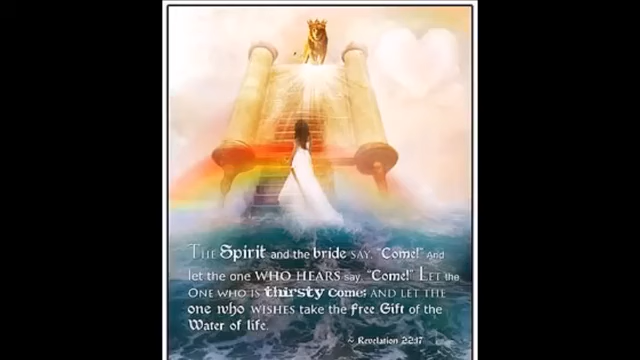 The Spirit and the bride say, "Come!" And
let the one who hears say, "Come!" Let the
one who is thirsty come; and let the
one who wishes take the free Gift of the
Water of life.
~ Revelation 22:17